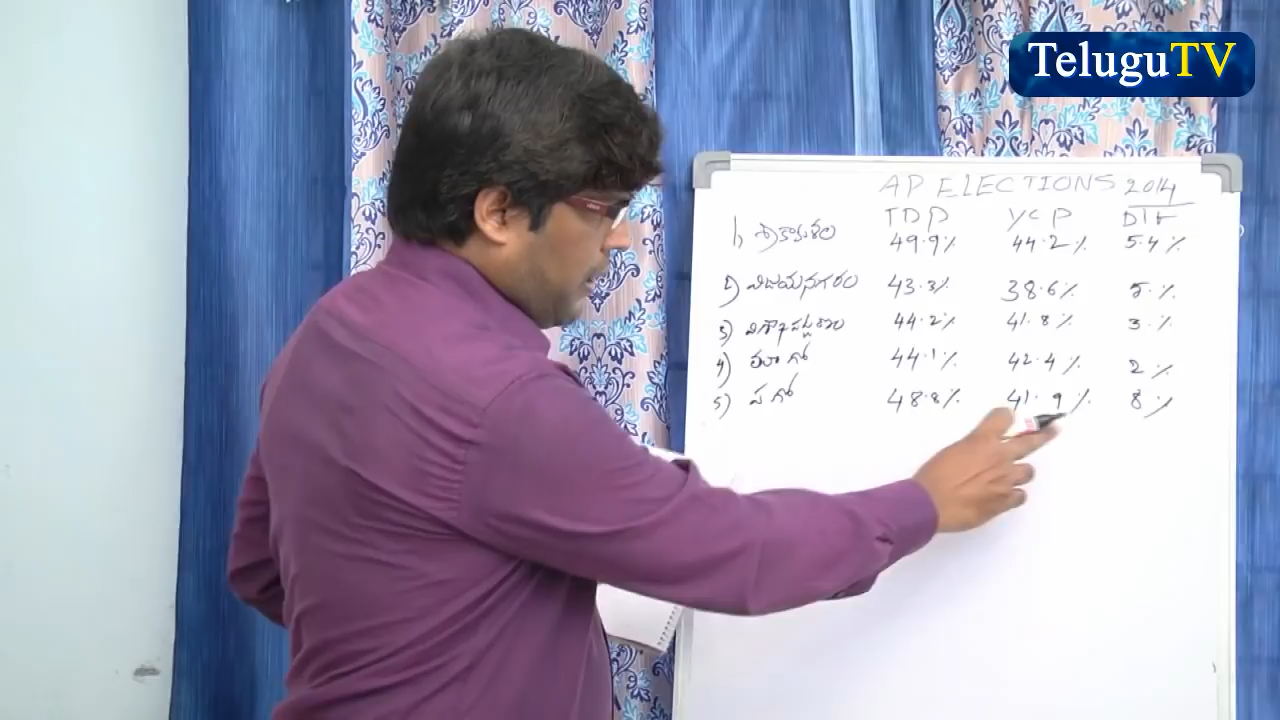 TeluguTV
AP ELECTIONS 2014
TDP YCP DIF
1) శ్రీకాకుళం 49.9% 44.2% 5.4%
2) విజయనగరం 43.3% 38.6% 5.%
3) విశాఖపట్టణం 44.2% 41.8% 3.%
4) తూ గో 44.1% 42.4% 2%
5) ప గో 48.8% 41.9% 8%